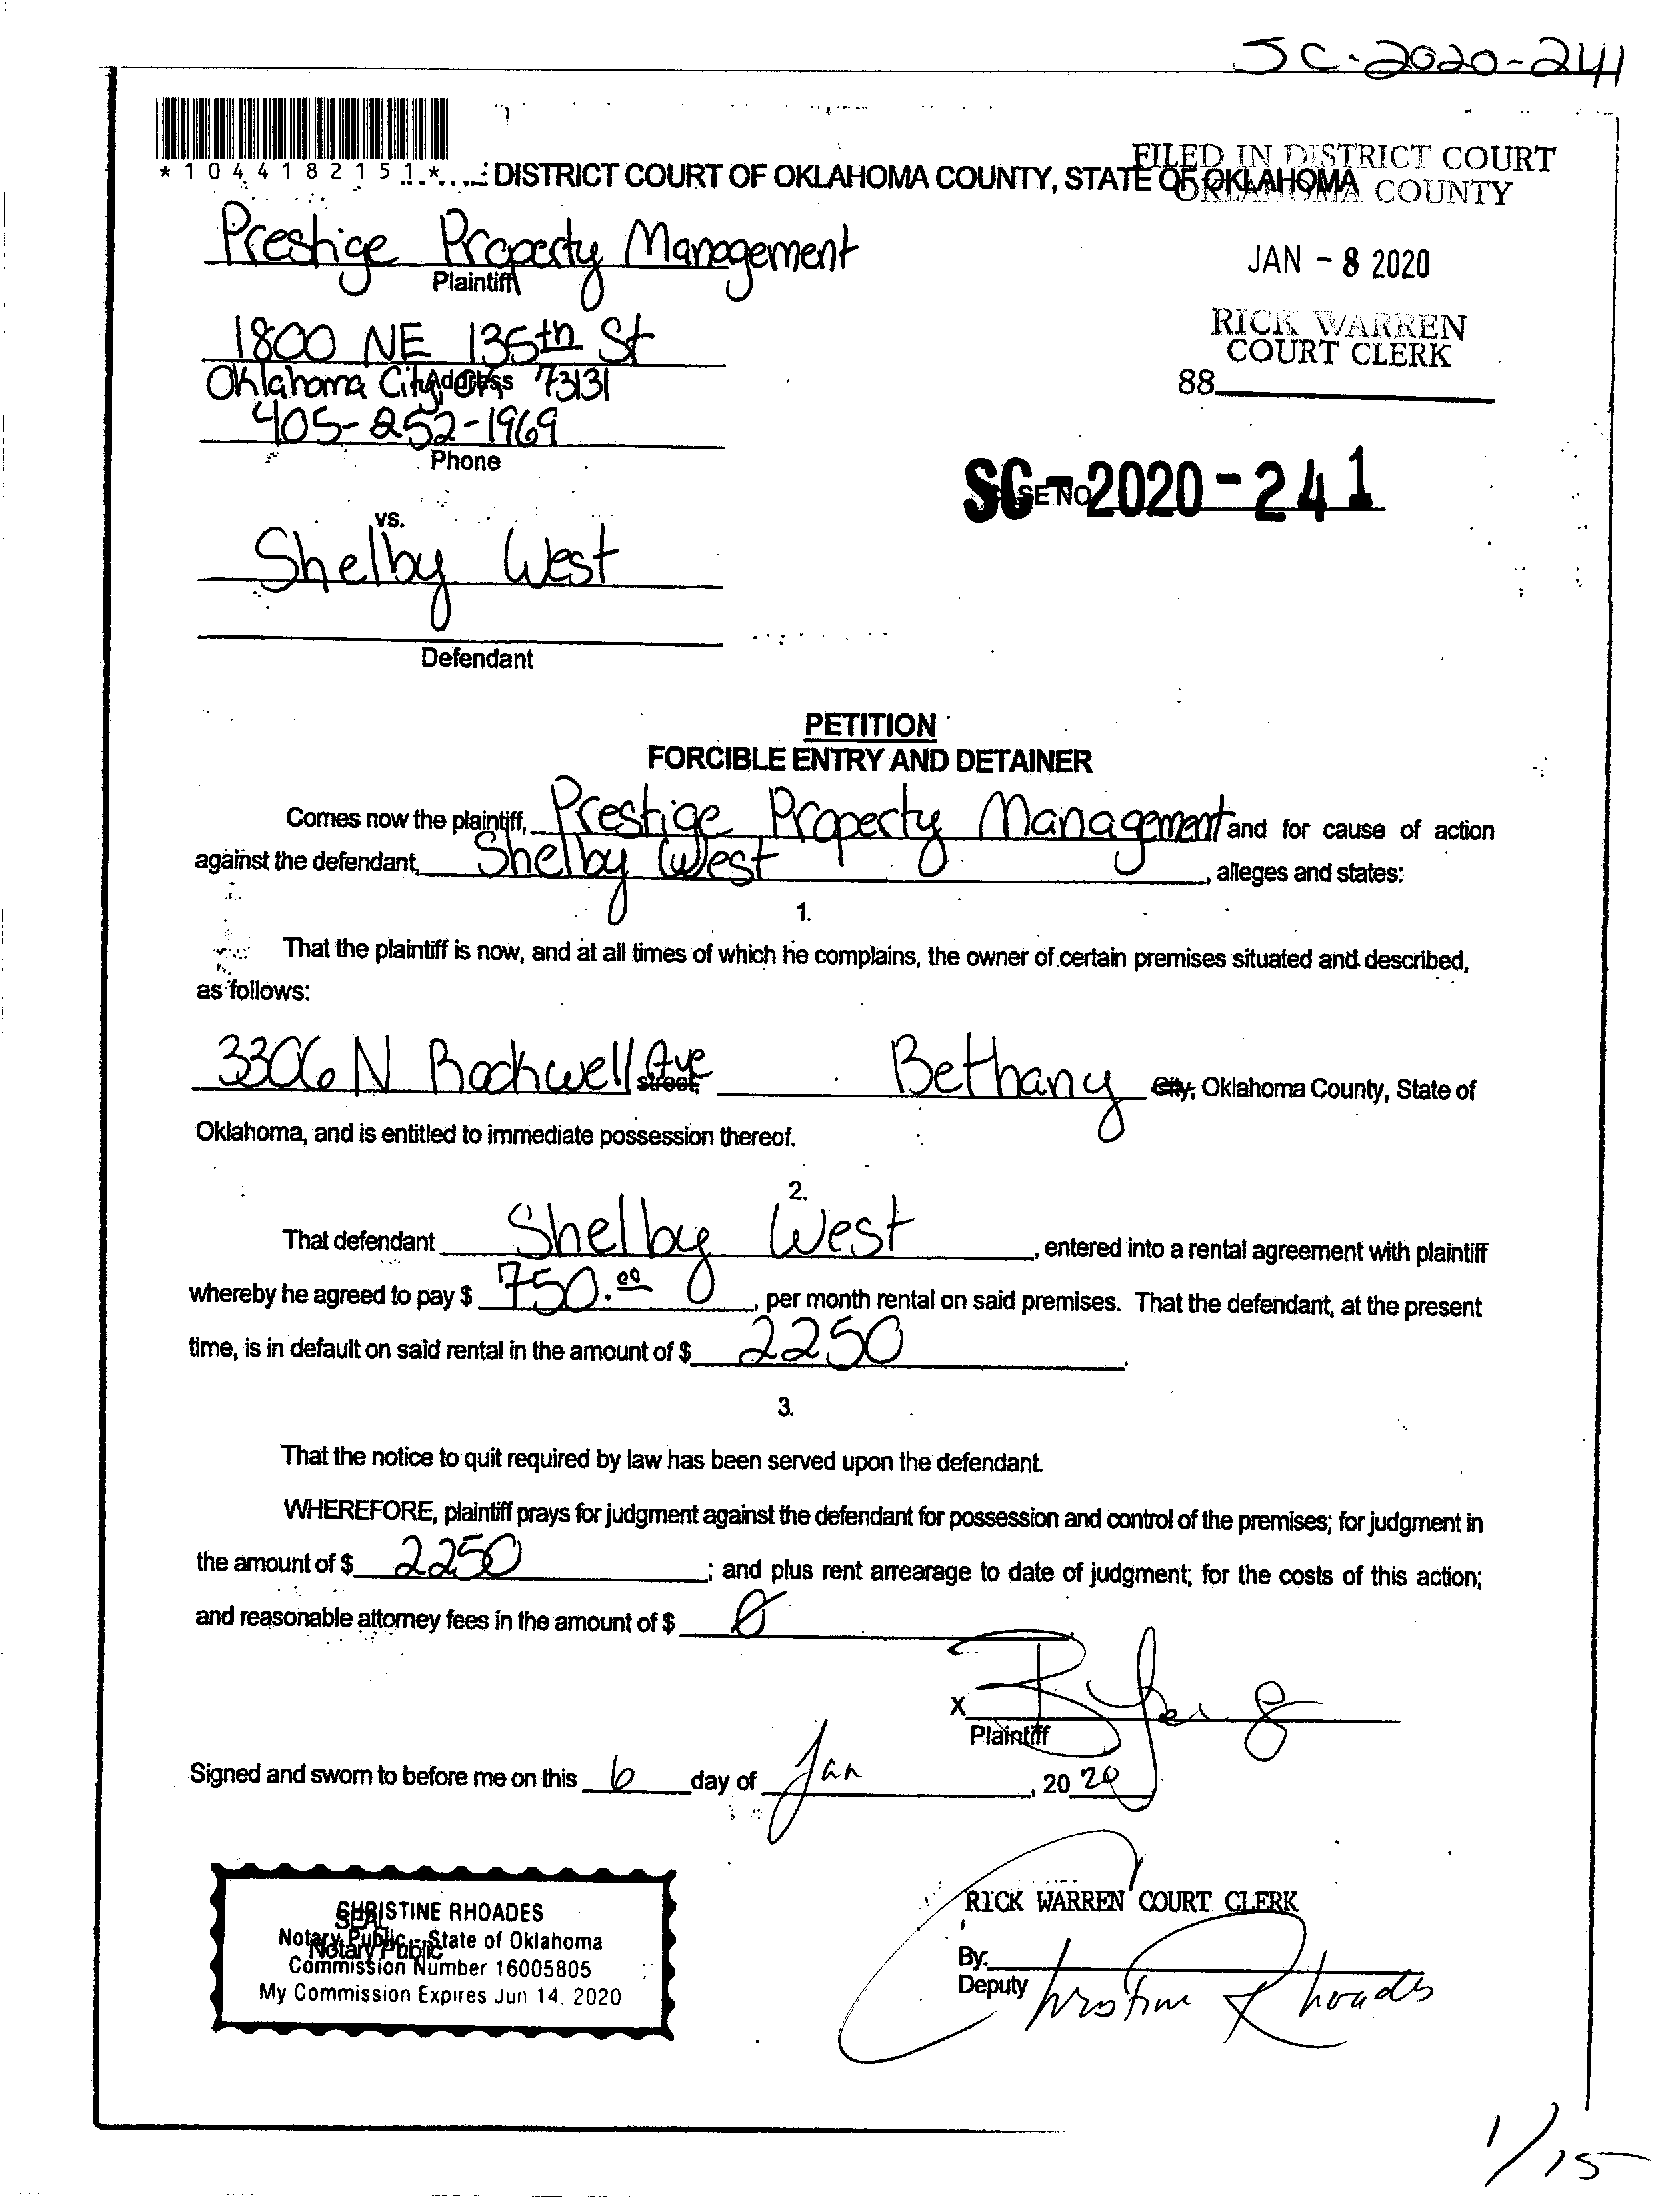 SC-2020-241
*1044182151*
DISTRICT COURT OF OKLAHOMA COUNTY, STATE OF OKLAHOMA
FILED IN DISTRICT COURT
OKLAHOMA COUNTY
Prestige Property Management
Plaintiff
JAN - 8 2020
1800 NE 136th St
RICK WARREN
COURT CLERK
Oklahoma City, OK 73131
Address
88
405-252-1969
Phone
SC-2020-241
CASE NO.
vs.
Shelby West
Defendant
PETITION
FORCIBLE ENTRY AND DETAINER
Comes now the plaintiff, Prestige Property Management and for cause of action
against the defendant, Shelby West, alleges and states:
1.
That the plaintiff is now, and at all times of which he complains, the owner of certain premises situated and described,
as follows:
3306 N Rockwell Ave street, Bethany City, Oklahoma County, State of
Oklahoma, and is entitled to immediate possession thereof.
2.
That defendant Shelby West, entered into a rental agreement with plaintiff
whereby he agreed to pay $ 750.00, per month rental on said premises. That the defendant, at the present
time, is in default on said rental in the amount of $ 2250.
3.
That the notice to quit required by law has been served upon the defendant.
WHEREFORE, plaintiff prays for judgment against the defendant for possession and control of the premises; for judgment in
the amount of $ 2250; and plus rent arrearage to date of judgment; for the costs of this action;
and reasonable attorney fees in the amount of $ 0
X
Plaintiff
Signed and sworn to before me on this 6 day of Jan, 2020
CHRISTINE RHOADES
SEAL
Notary Public - State of Oklahoma
Notary Public
Commission Number 16005805
My Commission Expires Jun 14, 2020
RICK WARREN COURT CLERK
By:
Deputy Christine Rhoades
1/15